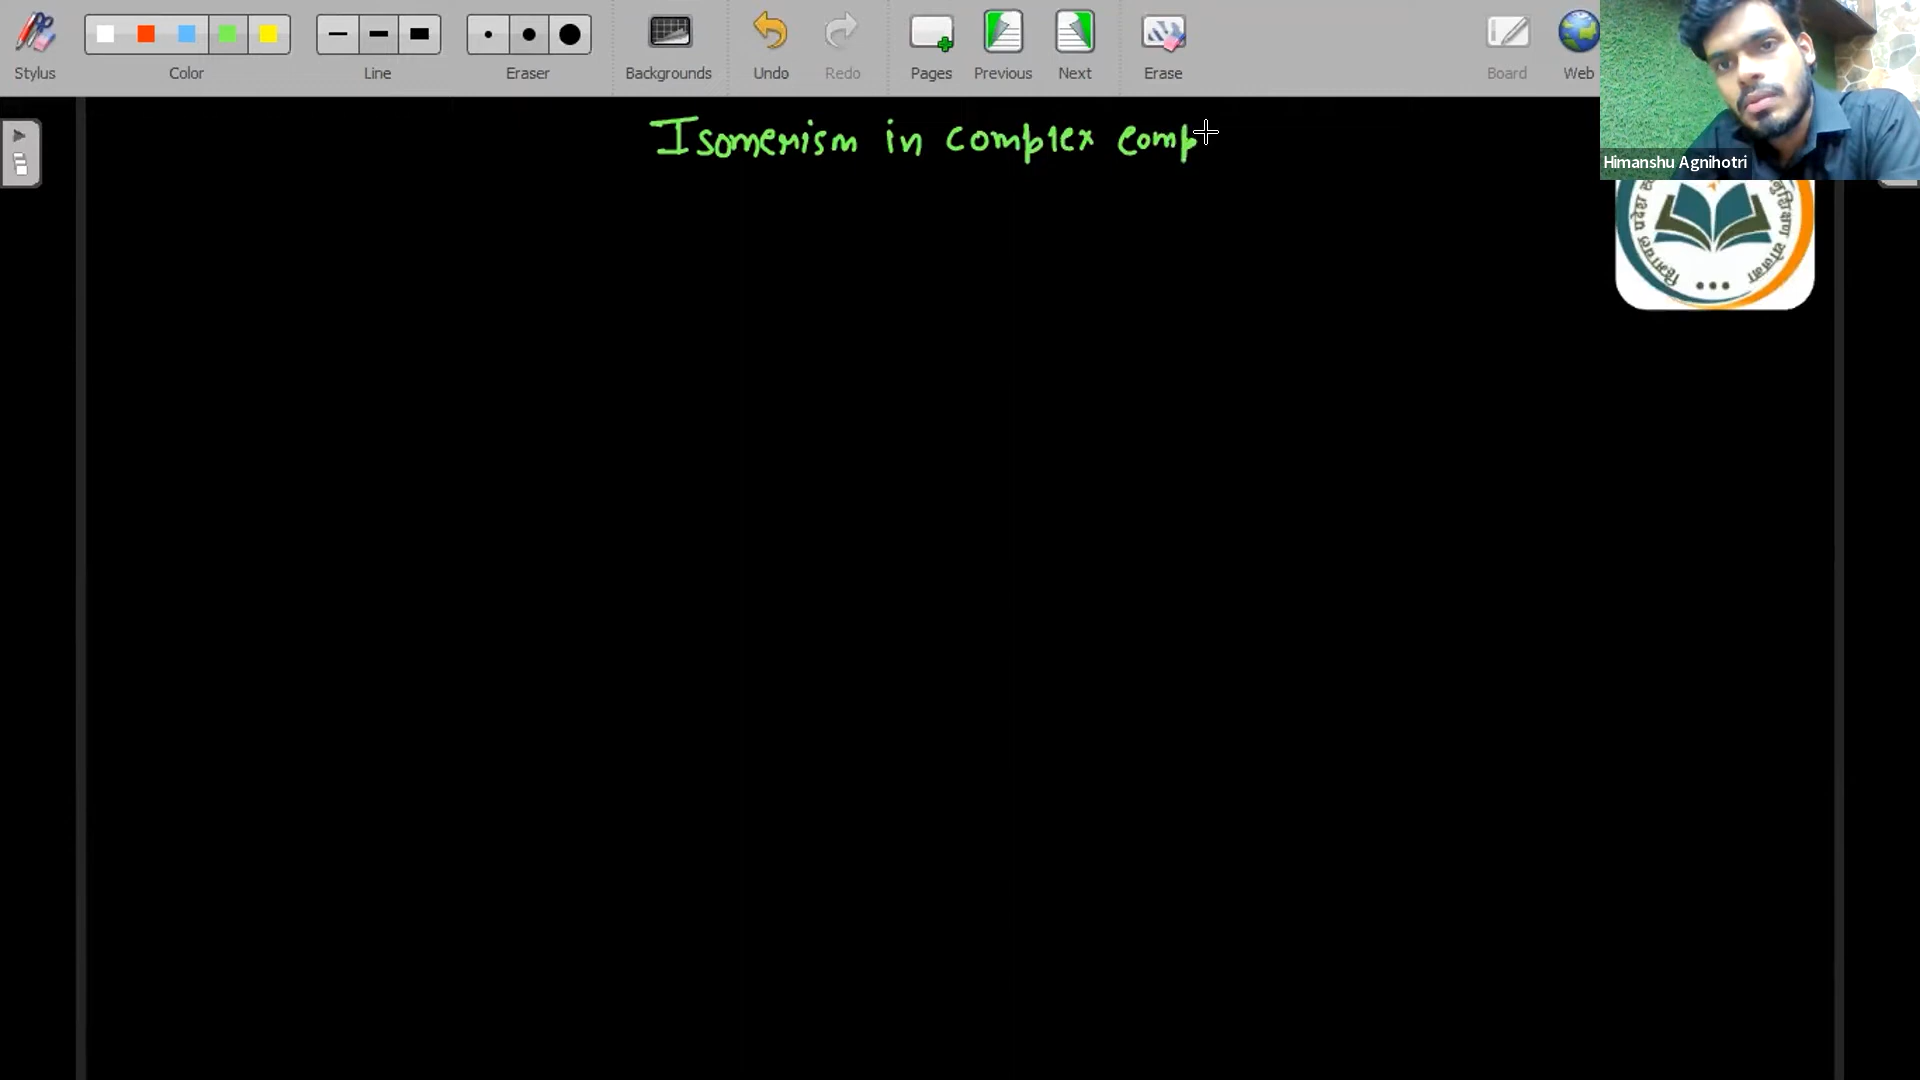 Stylus
Color
Line
Eraser
Backgrounds
Undo
Redo
Pages
Previous
Next
Erase
Board
Web
Isomerism in complex comp
Himanshu Agnihotri